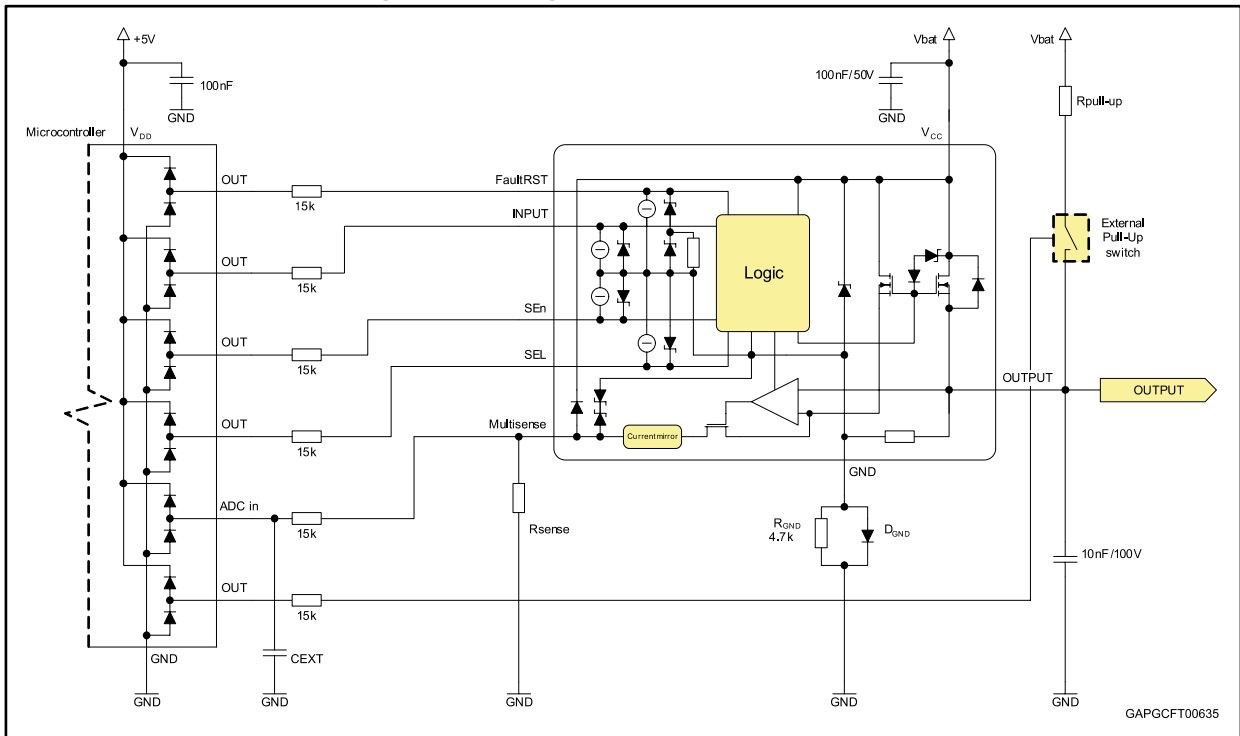 +5V
Vbat
Vbat
100nF
100nF/50V
GND
GND
Rpull-up
Microcontroller
VDD
VCC
OUT
15k
FaultRST
INPUT
OUT
15k
Logic
External
Pull-Up
switch
SEn
OUT
15k
SEL
OUTPUT
OUTPUT
OUT
15k
Multisense
Currentmirror
GND
ADC in
15k
Rsense
RGND
4.7k
DGND
10nF/100V
OUT
15k
GND
CEXT
GND
GND
GND
GND
GND
GAPGCFT00635